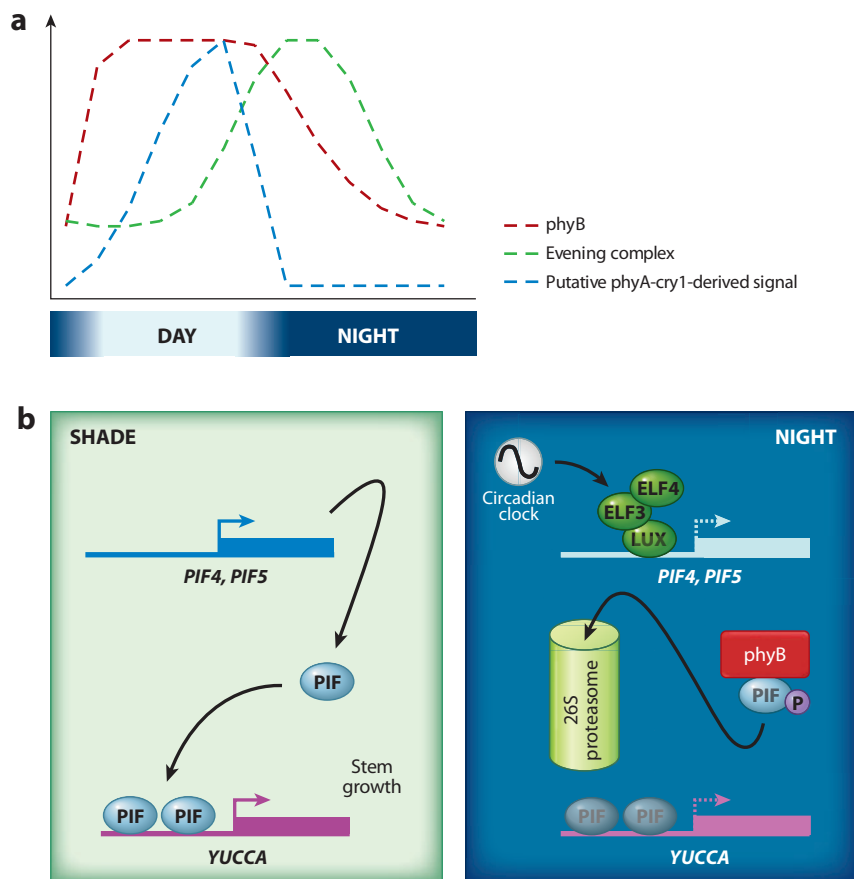 a
phyB
Evening complex
Putative phyA-cry1-derived signal
DAY
NIGHT
b
SHADE
PIF4, PIF5
PIF
PIF
PIF
Stem
growth
YUCCA
NIGHT
Circadian
clock
ELF4
ELF3
LUX
PIF4, PIF5
26S
proteasome
phyB
PIF
P
PIF
PIF
YUCCA